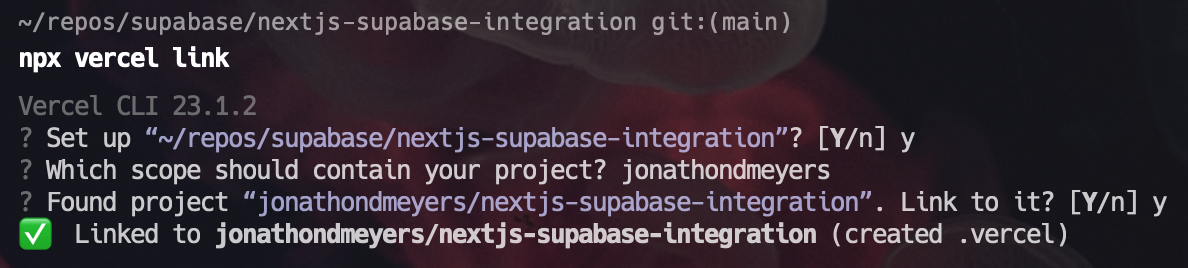 ~/repos/supabase/nextjs-supabase-integration git:(main)
npx vercel link
Vercel CLI 23.1.2
? Set up “~/repos/supabase/nextjs-supabase-integration”? [Y/n] y
? Which scope should contain your project? jonathondmeyers
? Found project “jonathondmeyers/nextjs-supabase-integration”. Link to it? [Y/n] y
✅ Linked to jonathondmeyers/nextjs-supabase-integration (created .vercel)